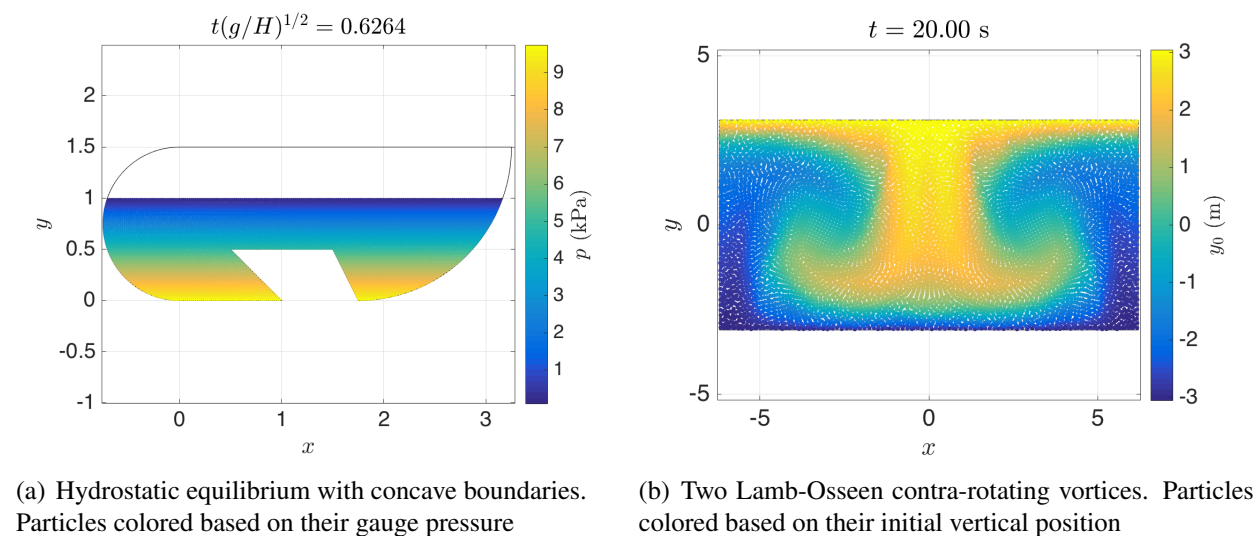 t(g/H)^{1/2} = 0.6264
2
1.5
1
0.5
0
-0.5
-1
y
0
1
2
3
x
9
8
7
6
5
4
3
2
1
p (kPa)
(a) Hydrostatic equilibrium with concave boundaries.
Particles colored based on their gauge pressure
t = 20.00 s
5
0
-5
y
-5
0
5
x
3
2
1
0
-1
-2
-3
y_0 (m)
(b) Two Lamb-Osseen contra-rotating vortices. Particles
colored based on their initial vertical position